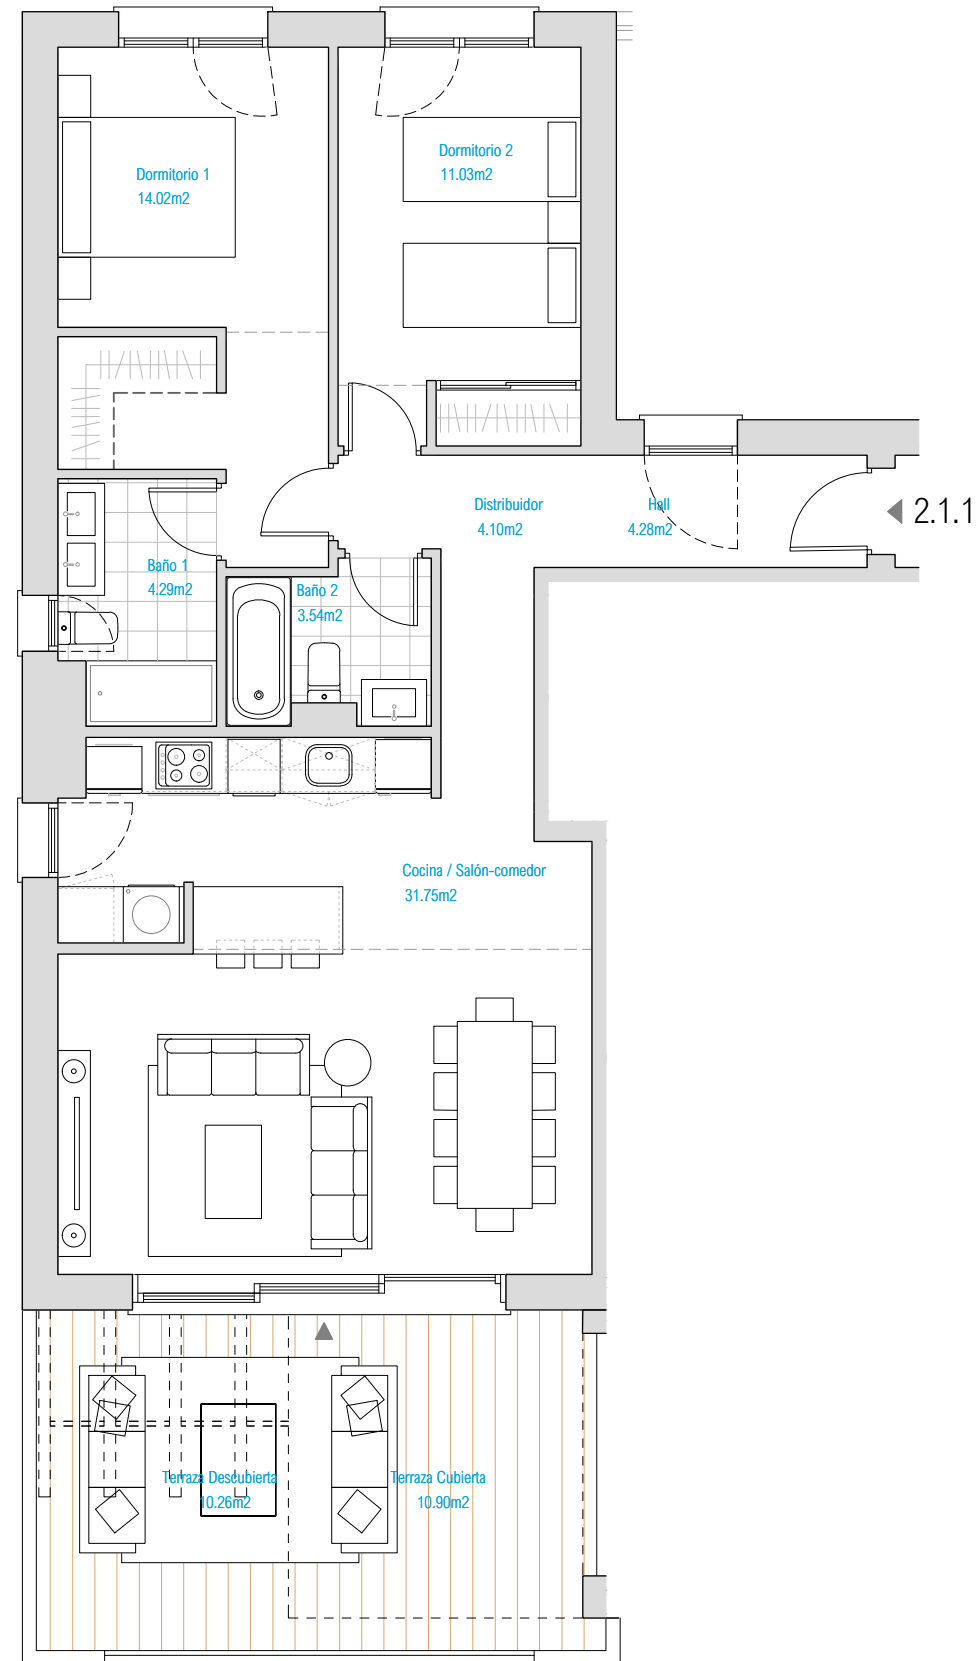 Dormitorio 1
14.02m2
Dormitorio 2
11.03m2
Distribuidor
4.10m2
Hall
4.28m2
2.1.1
Baño 1
4.29m2
Baño 2
3.54m2
Cocina / Salón-comedor
31.75m2
Terraza Descubierta
10.26m2
Terraza Cubierta
10.90m2